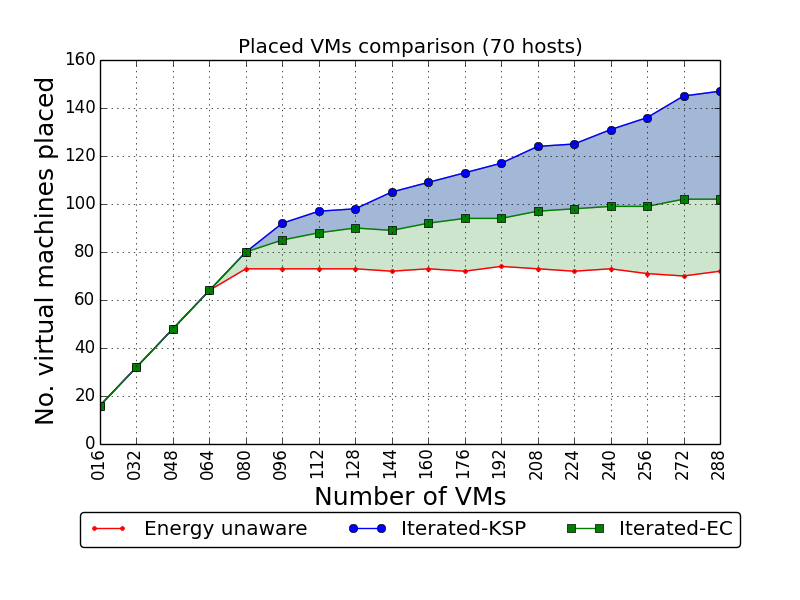 Placed VMs comparison (70 hosts)
No. virtual machines placed
160
140
120
100
80
60
40
20
0
016 032 048 064 080 096 112 128 144 160 176 192 208 224 240 256 272 288
Number of VMs
Energy unaware Iterated-KSP Iterated-EC